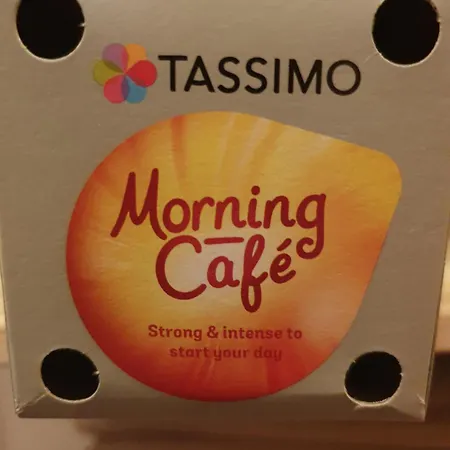 TASSIMO
Morning
Café
Strong & intense to
start your day